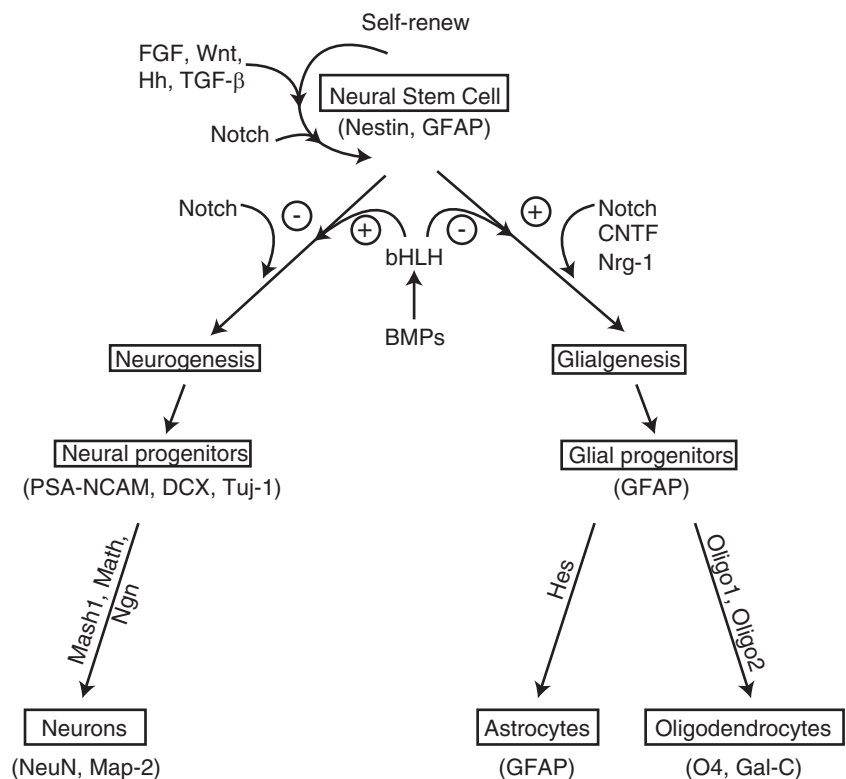 Self-renew
FGF, Wnt,
Hh, TGF-β
Neural Stem Cell
(Nestin, GFAP)
Notch
Notch
-
+
bHLH
-
+
Notch
CNTF
Nrg-1
BMPs
Neurogenesis
Glialgenesis
Neural progenitors
(PSA-NCAM, DCX, Tuj-1)
Glial progenitors
(GFAP)
Mash1, Math,
Ngn
Hes
Oligo1, Oligo2
Neurons
(NeuN, Map-2)
Astrocytes
(GFAP)
Oligodendrocytes
(O4, Gal-C)